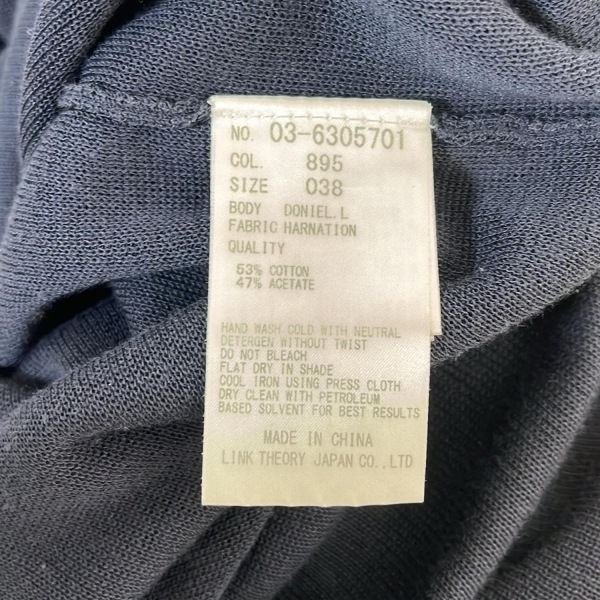 NO. 03-6305701
COL. 895
SIZE 038
BODY DONIEL.L
FABRIC HARNATION
QUALITY
53% COTTON
47% ACETATE
HAND WASH COLD WITH NEUTRAL
DETERGEN WITHOUT TWIST
DO NOT BLEACH
FLAT DRY IN SHADE
COOL IRON USING PRESS CLOTH
DRY CLEAN WITH PETROLEUM
BASED SOLVENT FOR BEST RESULTS
MADE IN CHINA
LINK THEORY JAPAN CO.,LTD